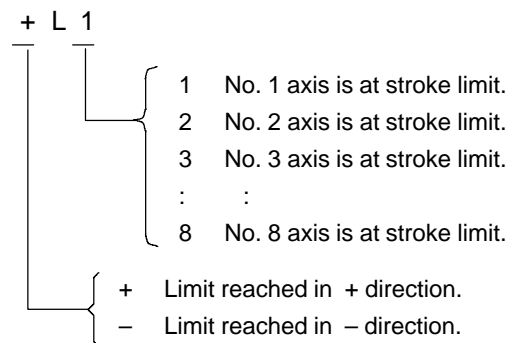 + L 1
1 No. 1 axis is at stroke limit.
2 No. 2 axis is at stroke limit.
3 No. 3 axis is at stroke limit.
: :
8 No. 8 axis is at stroke limit.
+ Limit reached in + direction.
– Limit reached in – direction.